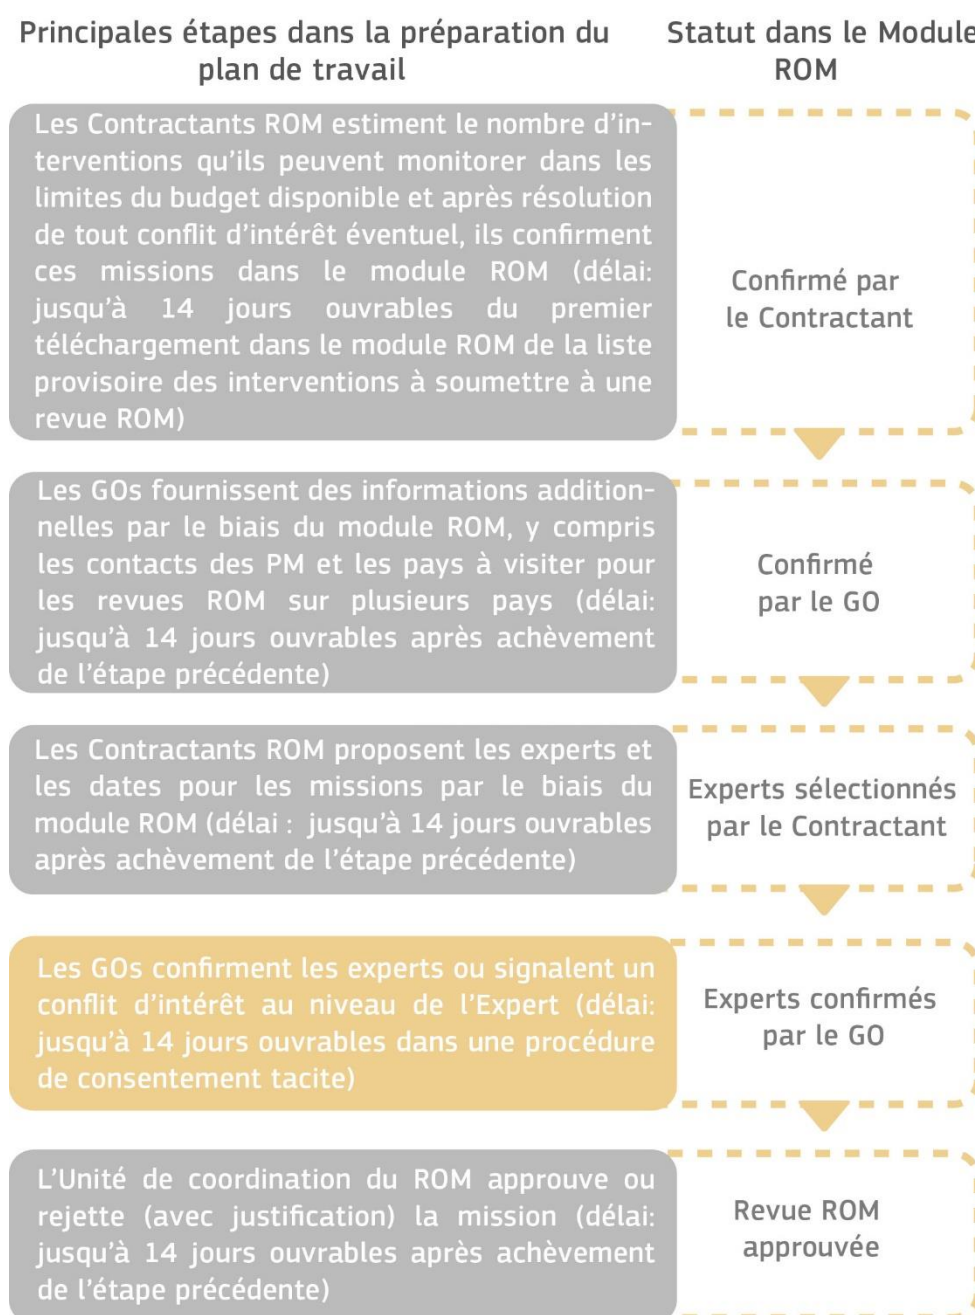 Principales étapes dans la préparation du
plan de travail
Statut dans le Module
ROM
Les Contractants ROM estiment le nombre d'in-
terventions qu'ils peuvent monitorer dans les
limites du budget disponible et après résolution
de tout conflit d'intérêt éventuel, ils confirment
ces missions dans le module ROM (délai:
jusqu'à 14 jours ouvrables du premier
téléchargement dans le module ROM de la liste
provisoire des interventions à soumettre à une
revue ROM)
Confirmé par
le Contractant
Les GOs fournissent des informations addition-
nelles par le biais du module ROM, y compris
les contacts des PM et les pays à visiter pour
les revues ROM sur plusieurs pays (délai:
jusqu'à 14 jours ouvrables après achèvement
de l'étape précédente)
Confirmé
par le GO
Les Contractants ROM proposent les experts et
les dates pour les missions par le biais du
module ROM (délai : jusqu'à 14 jours ouvrables
après achèvement de l'étape précédente)
Experts sélectionnés
par le Contractant
Les GOs confirment les experts ou signalent un
conflit d'intérêt au niveau de l'Expert (délai:
jusqu'à 14 jours ouvrables dans une procédure
de consentement tacite)
Experts confirmés
par le GO
L'Unité de coordination du ROM approuve ou
rejette (avec justification) la mission (délai:
jusqu'à 14 jours ouvrables après achèvement
de l'étape précédente)
Revue ROM
approuvée